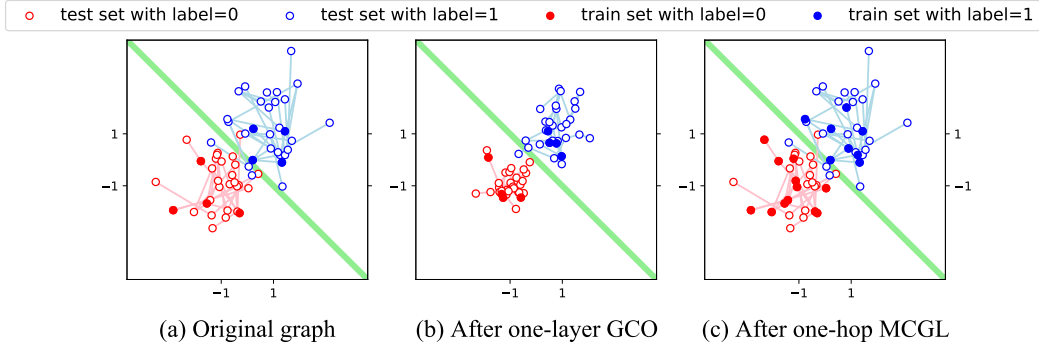 test set with label=0 test set with label=1 train set with label=0 train set with label=1
1 1 1
-1 -1 -1
-1 1 -1 1 -1 1
(a) Original graph (b) After one-layer GCO (c) After one-hop MCGL